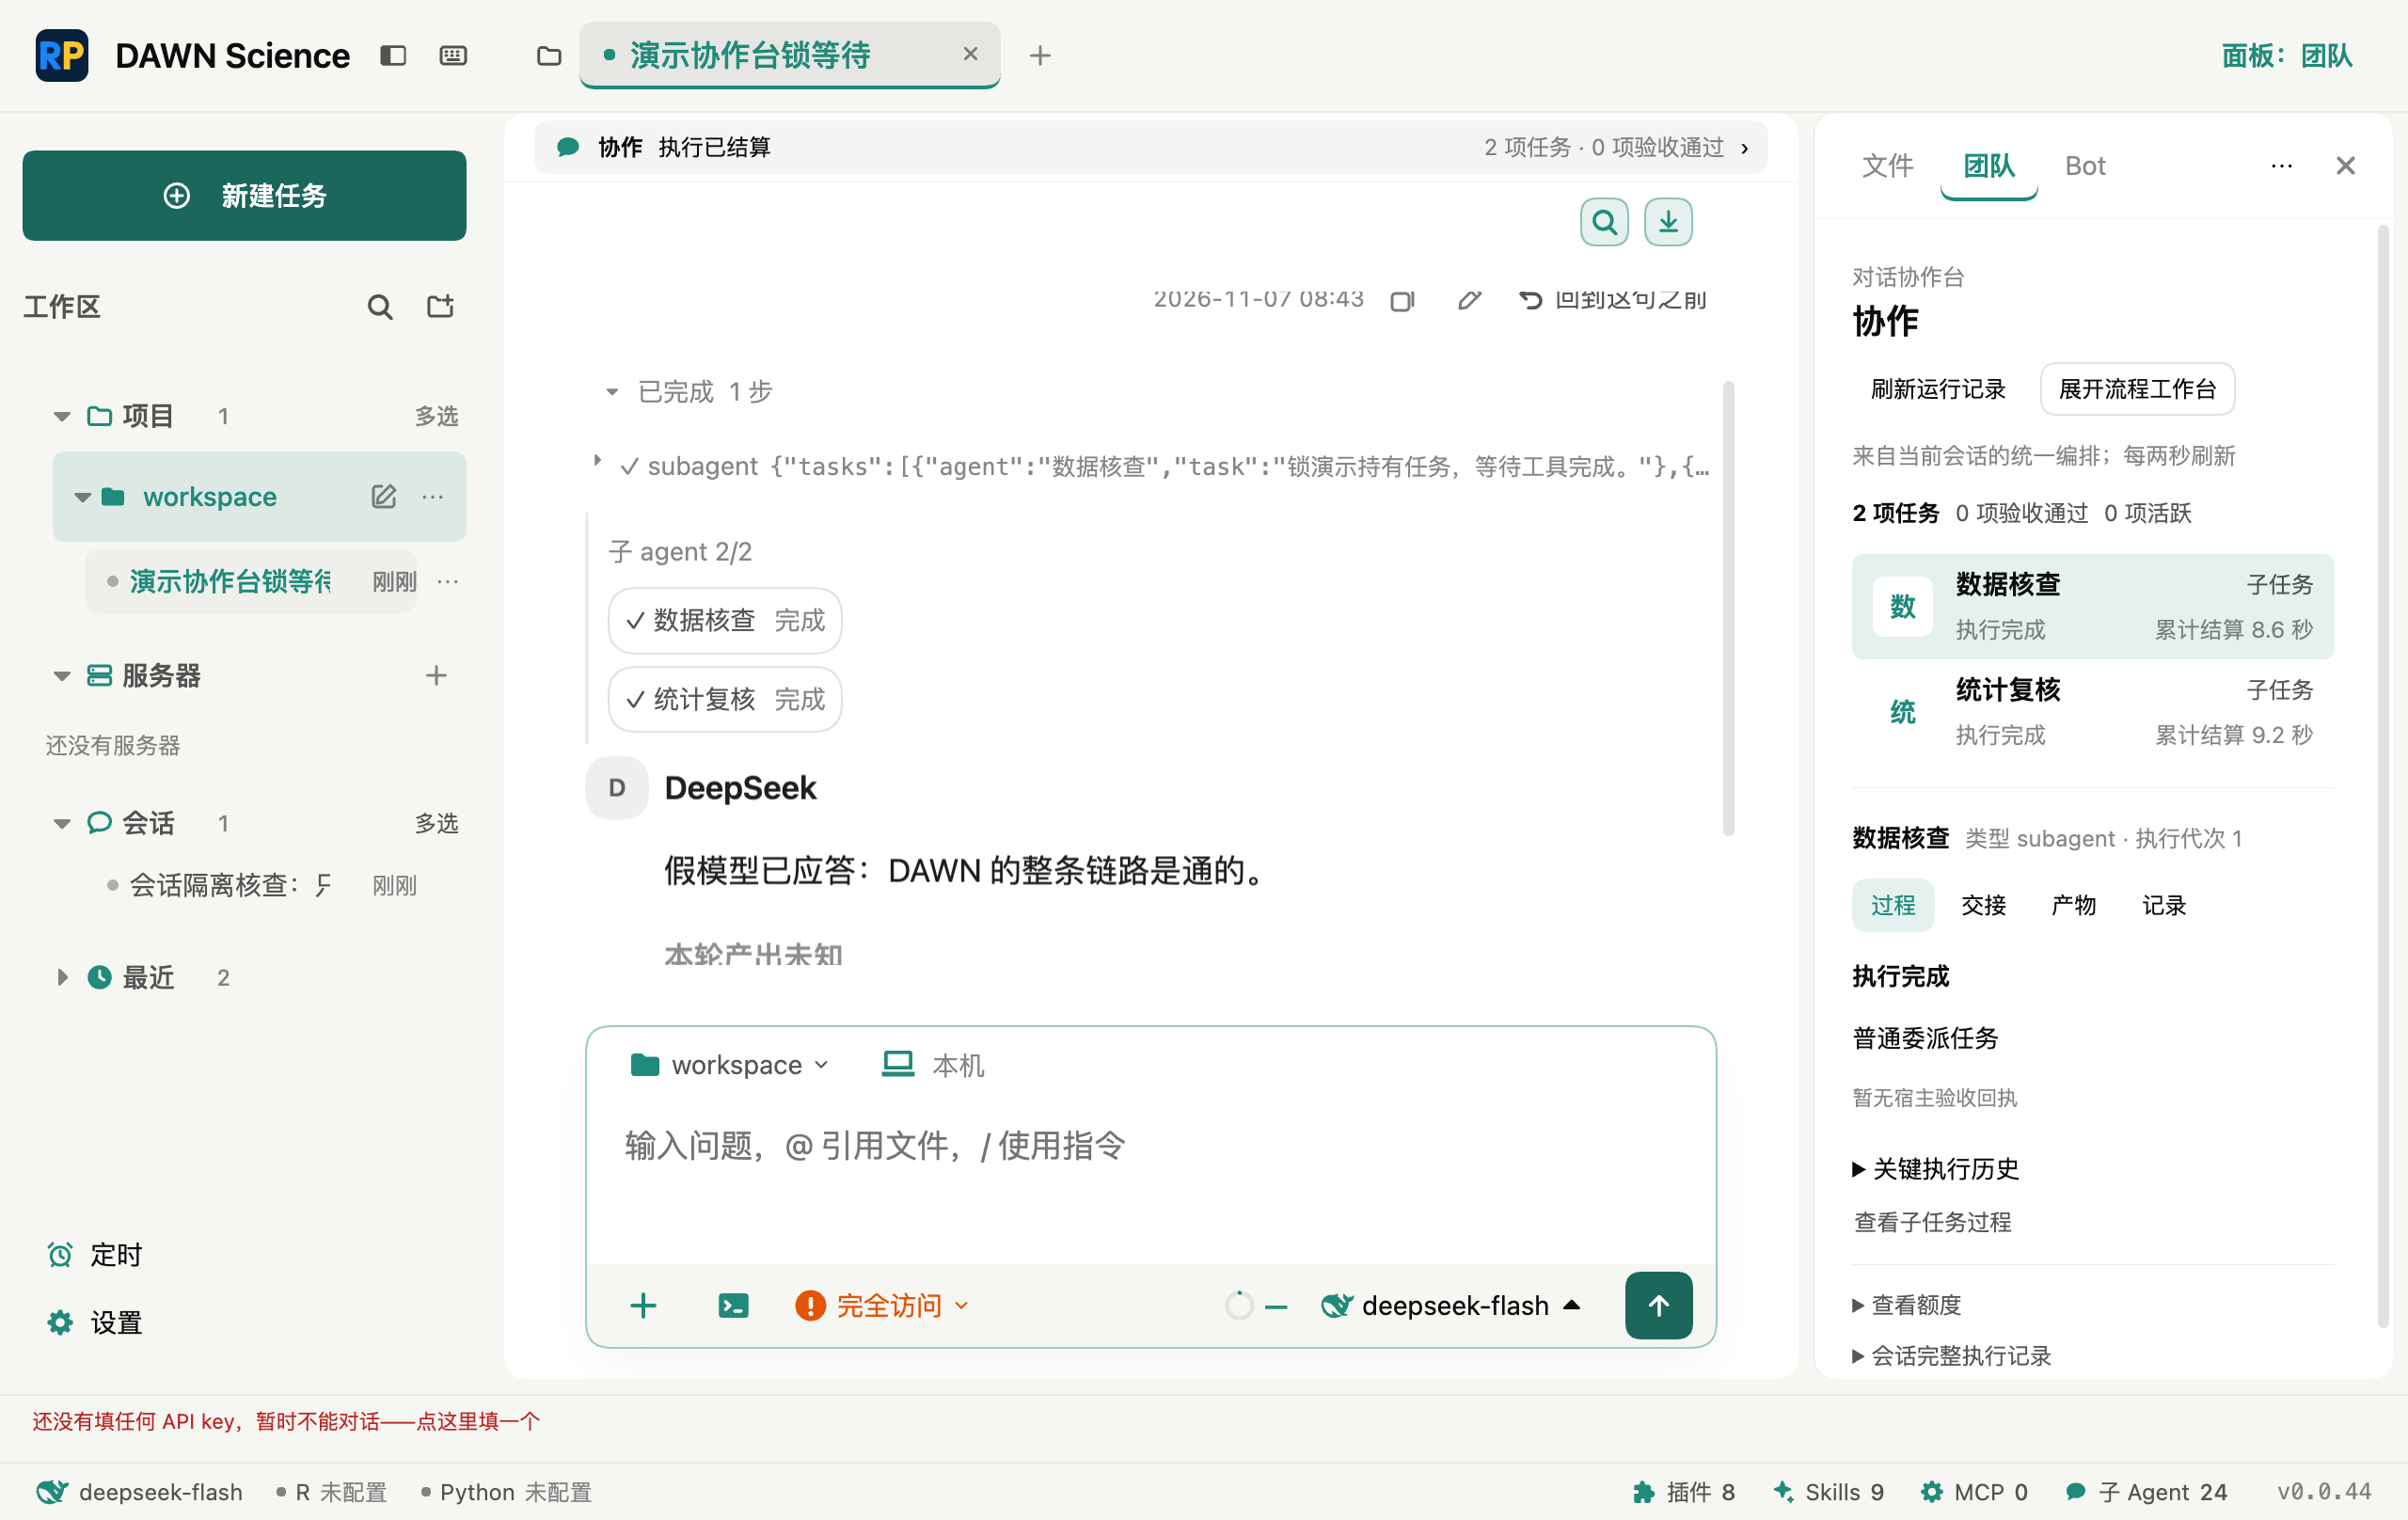 RP DAWN Science
演示协作台锁等待
面板：团队
新建任务
工作区
项目 1 多选
workspace
演示协作台锁等待 刚刚
服务器
还没有服务器
会话 1 多选
会话隔离核查： 刚刚
最近 2
定时
设置
协作 执行已结算 2 项任务 · 0 项验收通过
2026-11-07 08:43 回到这句之前
已完成 1 步
subagent {"tasks":[{"agent":"数据核查","task":"锁演示持有任务，等待工具完成。"},{…
子 agent 2/2
数据核查 完成
统计复核 完成
D DeepSeek
假模型已应答：DAWN 的整条链路是通的。
本轮产出未知
workspace 本机
输入问题，@ 引用文件，/ 使用指令
完全访问 deepseek-flash
文件 团队 Bot
对话协作台
协作
刷新运行记录 展开流程工作台
来自当前会话的统一编排；每两秒刷新
2 项任务 0 项验收通过 0 项活跃
数 数据核查 子任务
执行完成 累计结算 8.6 秒
统 统计复核 子任务
执行完成 累计结算 9.2 秒
数据核查 类型 subagent · 执行代次 1
过程 交接 产物 记录
执行完成
普通委派任务
暂无宿主验收回执
关键执行历史
查看子任务过程
查看额度
会话完整执行记录
还没有填任何 API key，暂时不能对话——点这里填一个
deepseek-flash R 未配置 Python 未配置
插件 8 Skills 9 MCP 0 子 Agent 24 v0.0.44